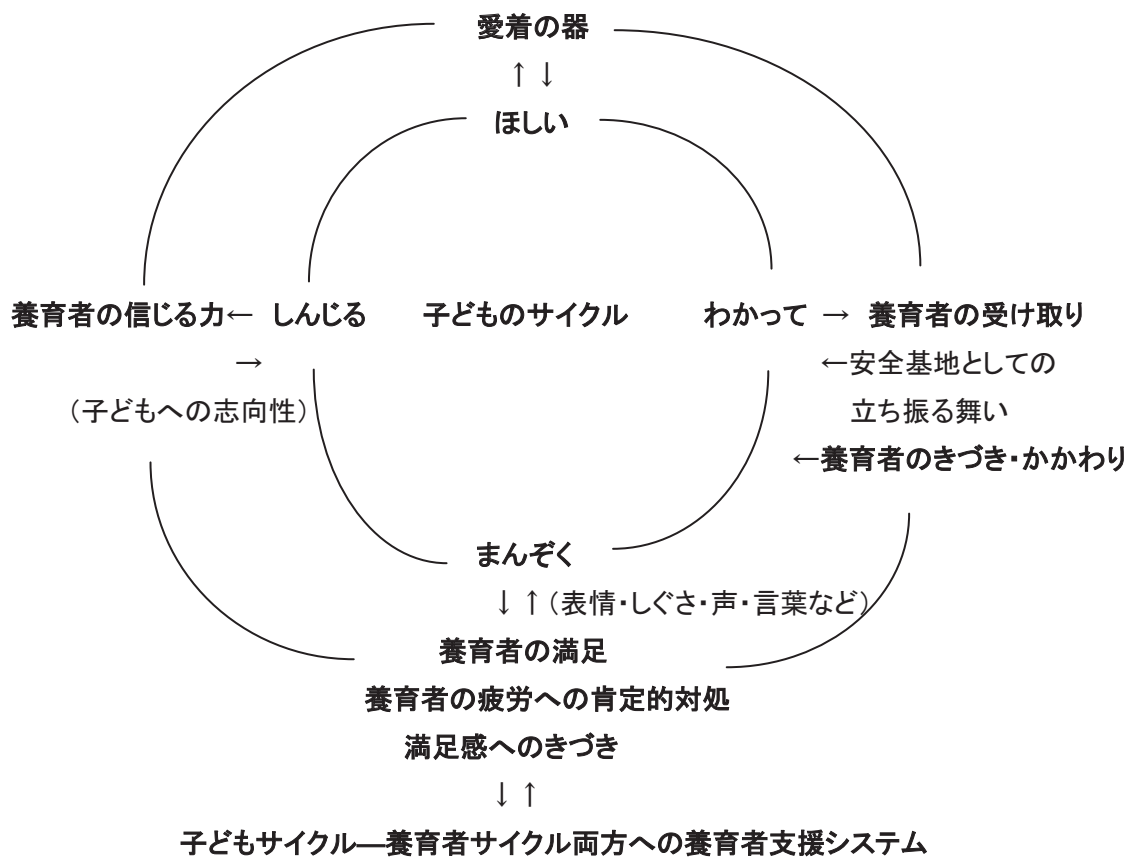 愛着の器
↑ ↓
ほしい
養育者の信じる力← しんじる 子どものサイクル わかって → 養育者の受け取り
→ ←安全基地としての
(子どもへの志向性) 立ち振る舞い
←養育者のきづき・かかわり
まんぞく
↓ ↑(表情・しぐさ・声・言葉など)
養育者の満足
養育者の疲労への肯定的対処
満足感へのきづき
↓ ↑
子どもサイクル―養育者サイクル両方への養育者支援システム